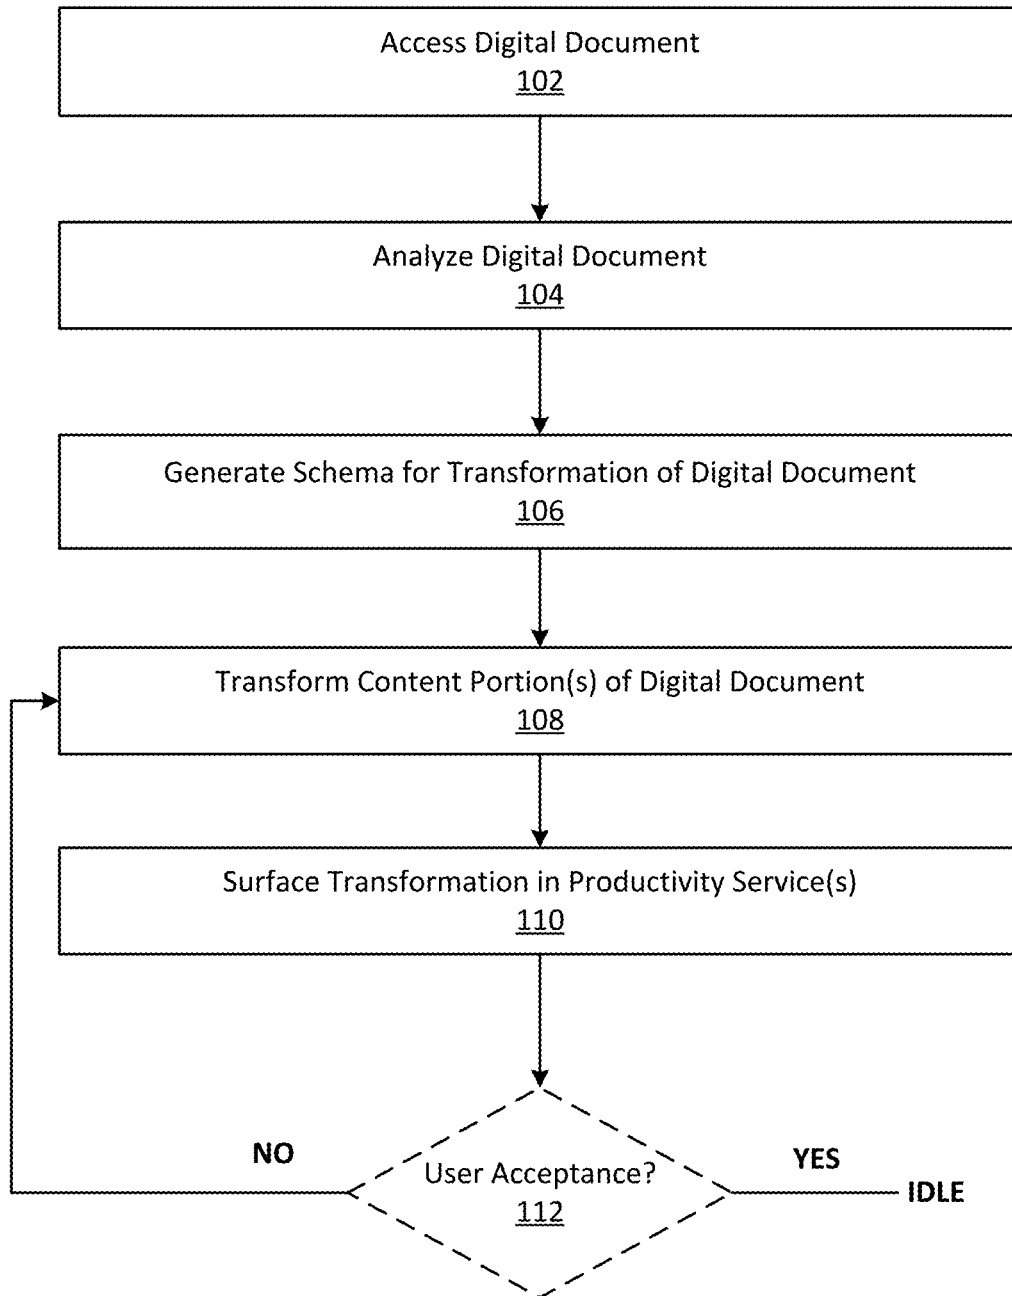 Access Digital Document
102
Analyze Digital Document
104
Generate Schema for Transformation of Digital Document
106
Transform Content Portion(s) of Digital Document
108
Surface Transformation in Productivity Service(s)
110
NO
User Acceptance?
112
YES
IDLE